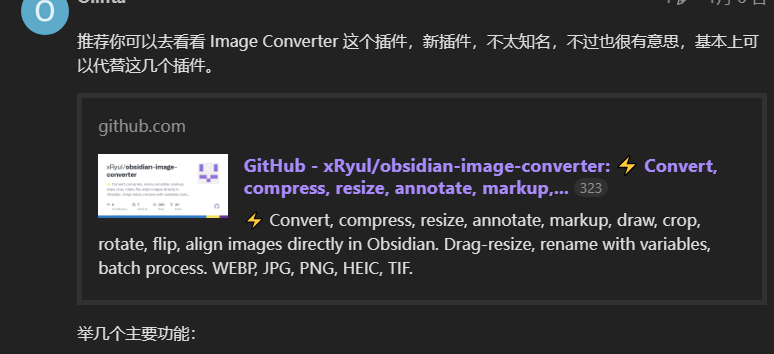 推荐你可以去看看 Image Converter 这个插件，新插件，不太知名，不过也很有意思，基本上可
以代替这几个插件。
github.com
xRyul/obsidian-image-
converter
GitHub - xRyul/obsidian-image-converter: ⚡ Convert,
compress, resize, annotate, markup,... 323
⚡ Convert, compress, resize, annotate, markup, draw, crop,
rotate, flip, align images directly in Obsidian. Drag-resize, rename with variables,
batch process. WEBP, JPG, PNG, HEIC, TIF.
举几个主要功能：